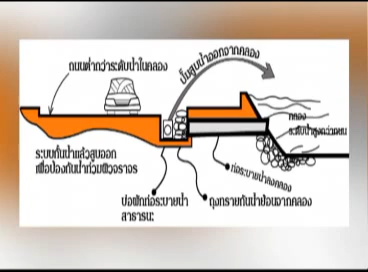 ถนนต่ำกว่าระดับน้ำในคลอง
ปั๊มสูบน้ำออกจากคลอง
คลอง
ระดับน้ำสูงกว่าถนน
ระบบกั้นน้ำแล้วสูบออก
เพื่อป้องกันน้ำท่วมผิวจราจร
ท่อระบายน้ำลงคลอง
บ่อพักท่อระบายน้ำ
สาธารณะ
ถุงทรายกันน้ำย้อนจากคลอง